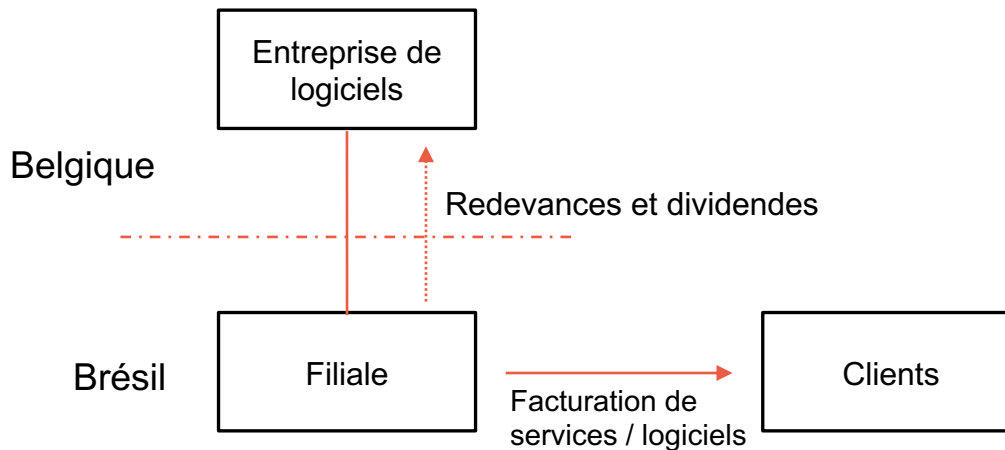 Entreprise de
logiciels
Belgique
Redevances et dividendes
Brésil
Filiale
Facturation de
services / logiciels
Clients